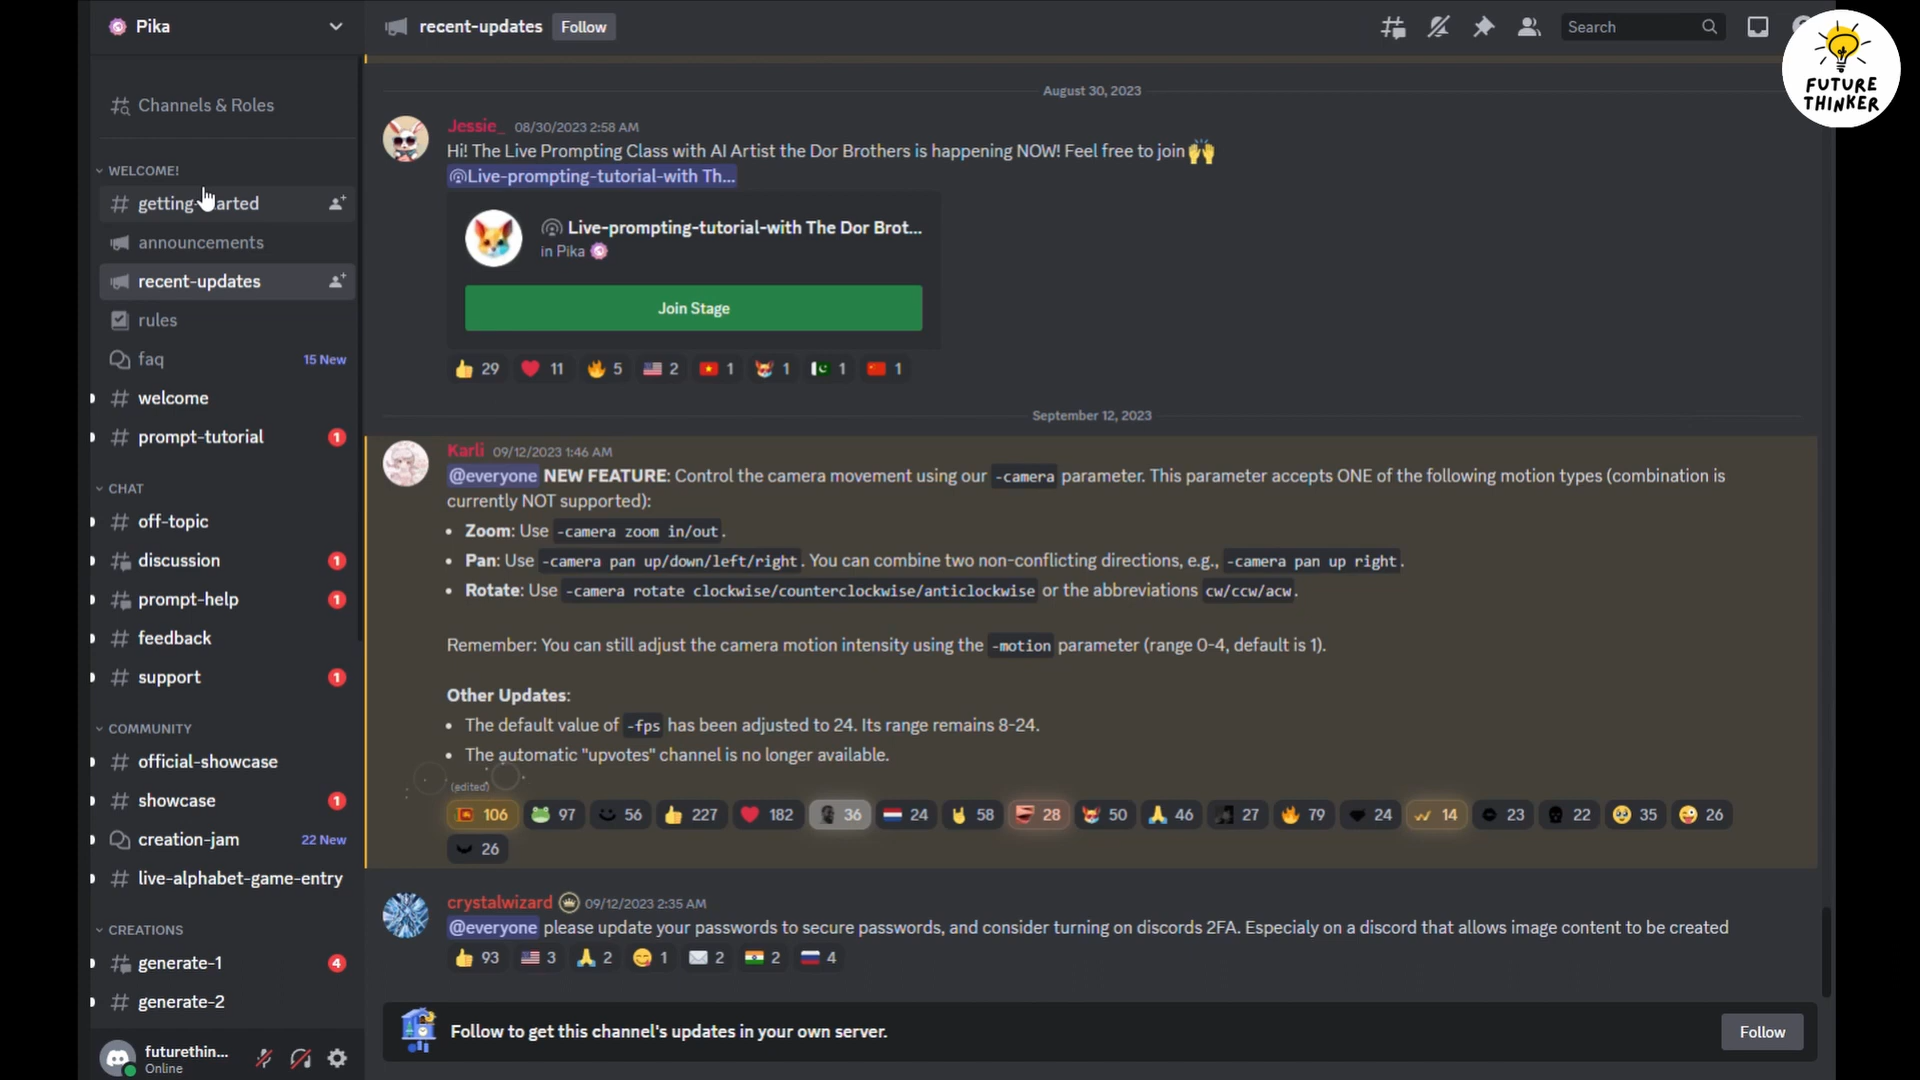 Pika
recent-updates
Follow
Search
FUTURE
THINKER
Channels & Roles
WELCOME!
getting-
arted
announcements
recent-updates
rules
faq
15 New
welcome
prompt-tutorial
1
CHAT
off-topic
discussion
1
prompt-help
1
feedback
support
1
COMMUNITY
official-showcase
showcase
1
creation-jam
22 New
live-alphabet-game-entry
CREATIONS
generate-1
4
generate-2
futurethin...
Online
August 30, 2023
Jessie_ 08/30/2023 2:58 AM
Hi! The Live Prompting Class with AI Artist the Dor Brothers is happening NOW! Feel free to join
Live-prompting-tutorial-with Th...
Live-prompting-tutorial-with The Dor Brot...
in Pika
Join Stage
29 11 5 2 1 1 1 1
September 12, 2023
Karli 09/12/2023 1:46 AM
@everyone NEW FEATURE: Control the camera movement using our -camera parameter. This parameter accepts ONE of the following motion types (combination is
currently NOT supported):
• Zoom: Use -camera zoom in/out.
• Pan: Use -camera pan up/down/left/right. You can combine two non-conflicting directions, e.g., -camera pan up right.
• Rotate: Use -camera rotate clockwise/counterclockwise/anticlockwise or the abbreviations cw/ccw/acw.
Remember: You can still adjust the camera motion intensity using the -motion parameter (range 0-4, default is 1).
Other Updates:
• The default value of -fps has been adjusted to 24. Its range remains 8-24.
• The automatic "upvotes" channel is no longer available.
(edited)
106 97 56 227 182 36 24 58 28 50 46 27 79 24 14 23 22 35 26
26
crystalwizard 09/12/2023 2:35 AM
@everyone please update your passwords to secure passwords, and consider turning on discords 2FA. Especialy on a discord that allows image content to be created
93 3 2 1 2 2 4
Follow to get this channel's updates in your own server.
Follow